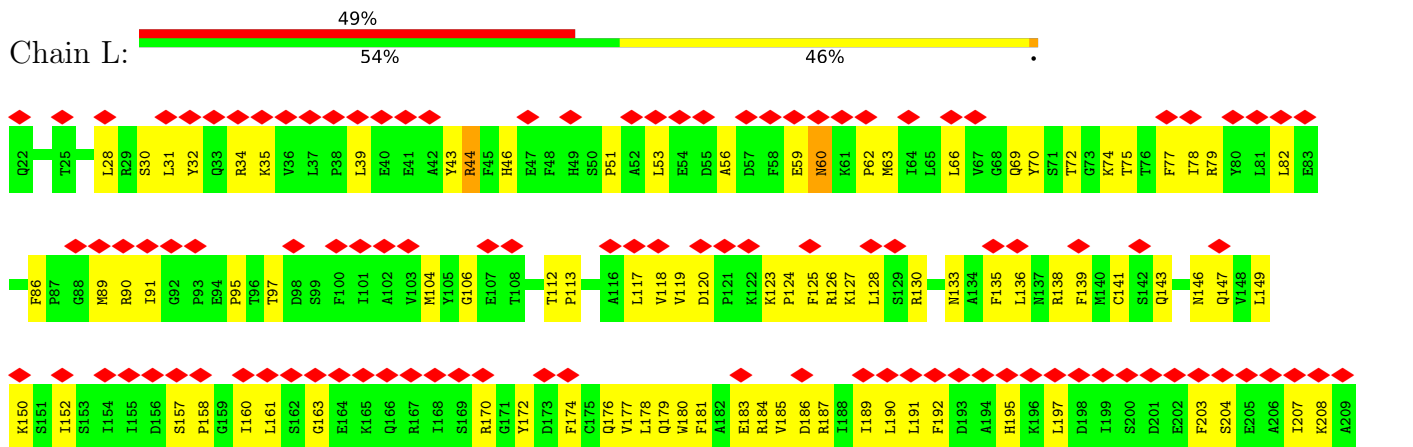 49%
Chain L:
54% 46% .
Q22 T25 L28 R29 S30 L31 Y32 Q33 R34 K35 V36 L37 P38 L39 E40 E41 A42 Y43 R44 F45 H46 E47 F48 H49 S50 P51 A52 L53 E54 D55 A56 D57 F58 E59 N60 K61 P62 M63 I64 L65 L66 V67 G68 Q69 Y70 S71 T72 G73 K74 T75 T76 F77 I78 R79 Y80 L81 L82 E83
F86 P87 G88 M89 R90 I91 G92 P93 E94 P95 T96 T97 D98 S99 F100 I101 A102 V103 M104 Y105 G106 E107 T108 T112 P113 A116 L117 V118 V119 D120 P121 K122 K123 P124 F125 R126 K127 L128 S129 R130 N133 A134 F135 L136 N137 R138 F139 M140 C141 S142 Q143 N146 Q147 V148 L149
K150 S151 I152 S153 I154 I155 D156 S157 P158 G159 I160 L161 S162 G163 E164 K165 Q166 R167 I168 S169 R170 G171 Y172 D173 F174 C175 Q176 V177 L178 Q179 W180 F181 A182 E183 R184 V185 D186 R187 I188 I189 L190 L191 F192 D193 A194 H195 K196 L197 D198 I199 S200 D201 E202 F203 S204 E205 A206 I207 K208 A209